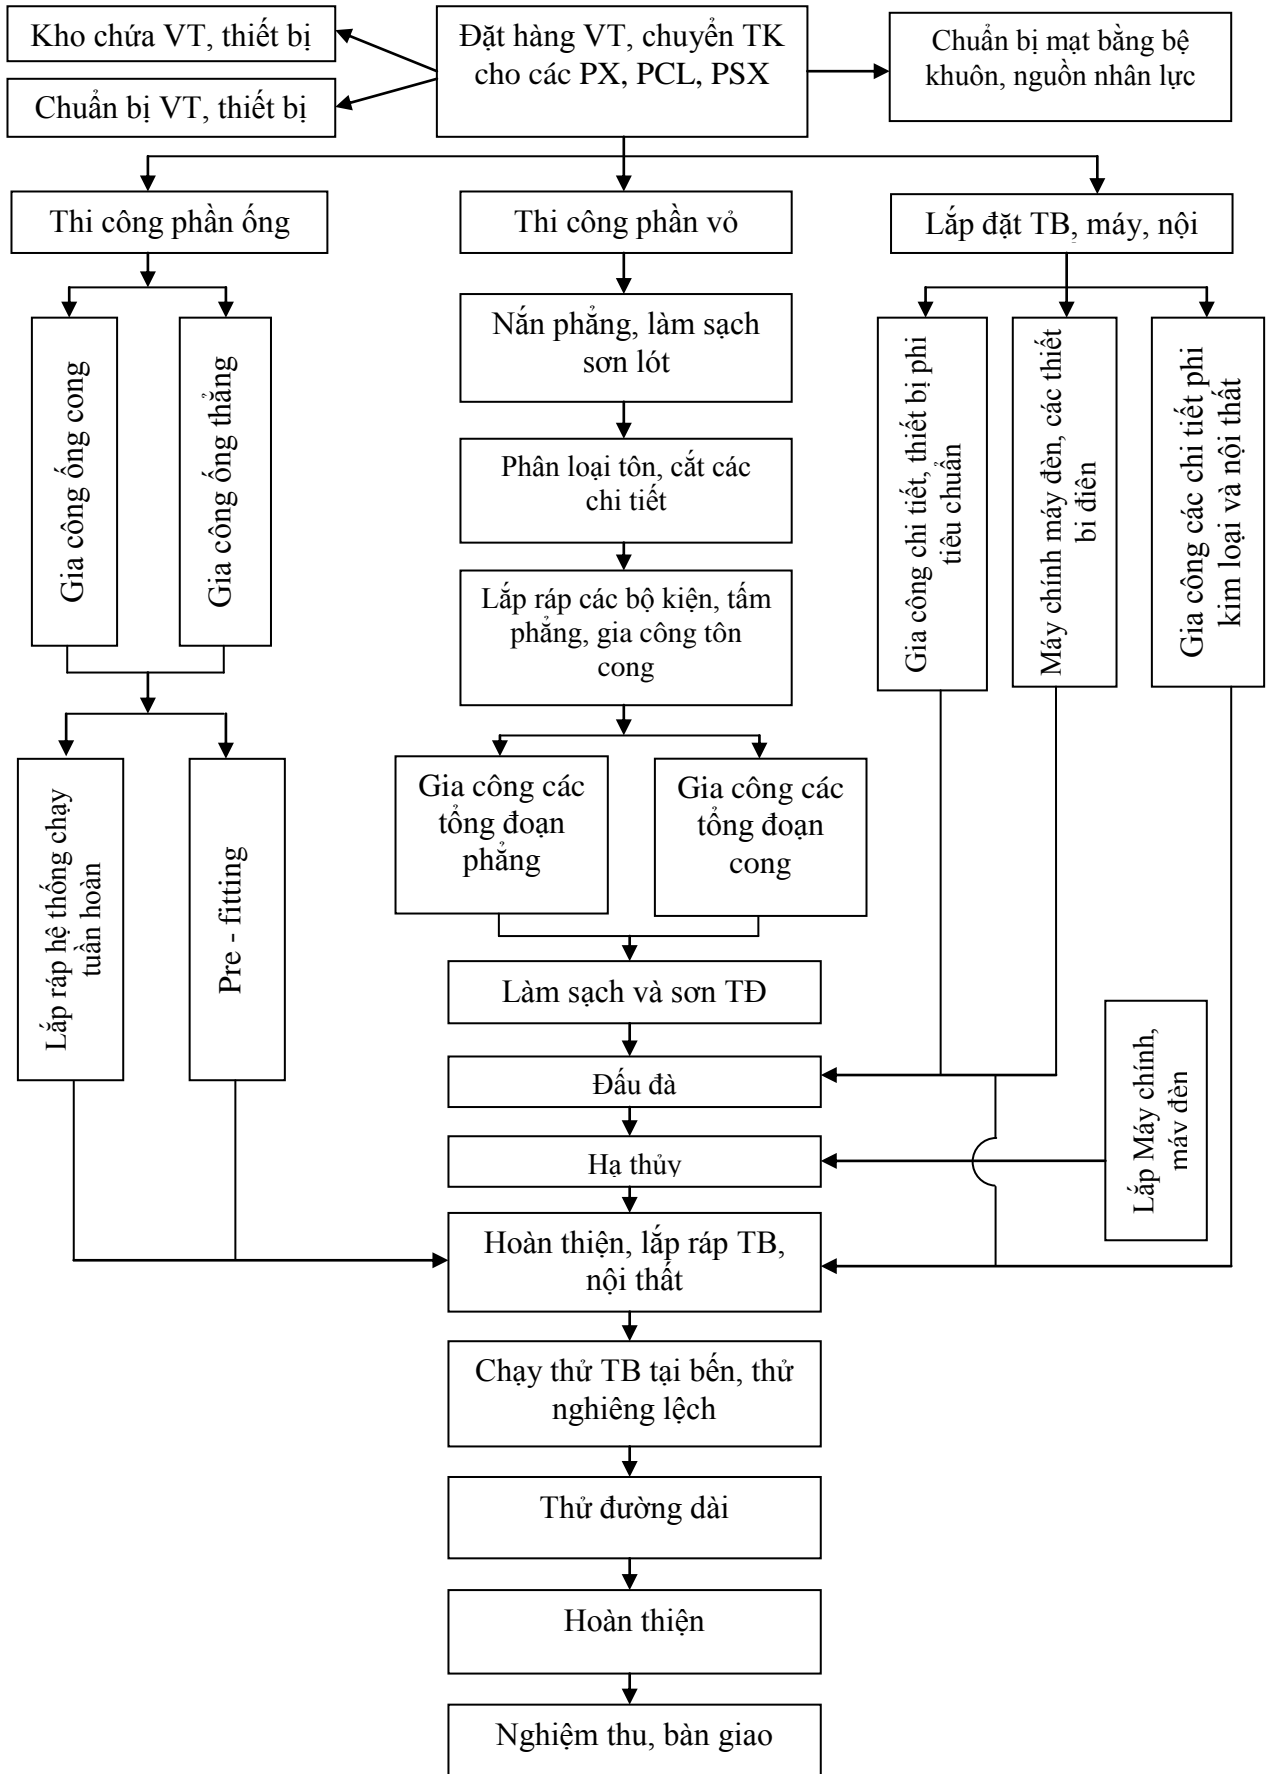 Kho chứa VT, thiết bị
Chuẩn bị VT, thiết bị
Đặt hàng VT, chuyển TK
cho các PX, PCL, PSX
Chuẩn bị mạt bằng bệ
khuôn, nguồn nhân lực
Thi công phần ống
Thi công phần vỏ
Lắp đặt TB, máy, nội
Gia công ống cong
Gia công ống thẳng
Nắn phẳng, làm sạch
sơn lót
Phân loại tôn, cắt các
chi tiết
Lắp ráp các bộ kiện, tấm
phẳng, gia công tôn
cong
Gia công chi tiết, thiết bị phi
tiêu chuẩn
Máy chính máy đèn, các thiết
bi điên
Gia công các chi tiết phi
kim loại và nội thất
Lắp ráp hệ thống chạy
tuần hoàn
Pre - fitting
Gia công các
tổng đoạn
phẳng
Gia công các
tổng đoạn
cong
Làm sạch và sơn TĐ
Đấu đà
Hạ thủy
Lắp Máy chính,
máy đèn
Hoàn thiện, lắp ráp TB,
nội thất
Chạy thử TB tại bến, thử
nghiêng lệch
Thử đường dài
Hoàn thiện
Nghiệm thu, bàn giao